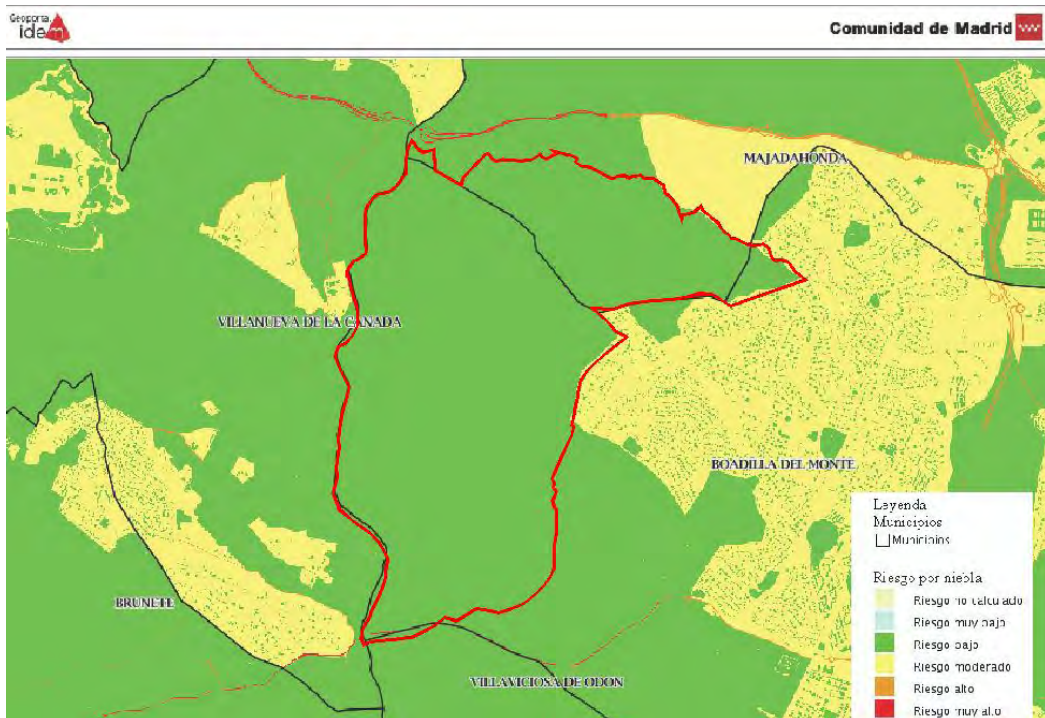 Geoportal
idem
Comunidad de Madrid
MAJADAHONDA
VILLANUEVA DE LA CANADA
BOADILLA DEL MONTE
BRUNETE
VILLAVICIOSA DE ODON
Leyenda
Municipios
Municipios
Riesgo por niebla
Riesgo no calculado
Riesgo muy bajo
Riesgo bajo
Riesgo moderado
Riesgo alto
Riesgo muy alto